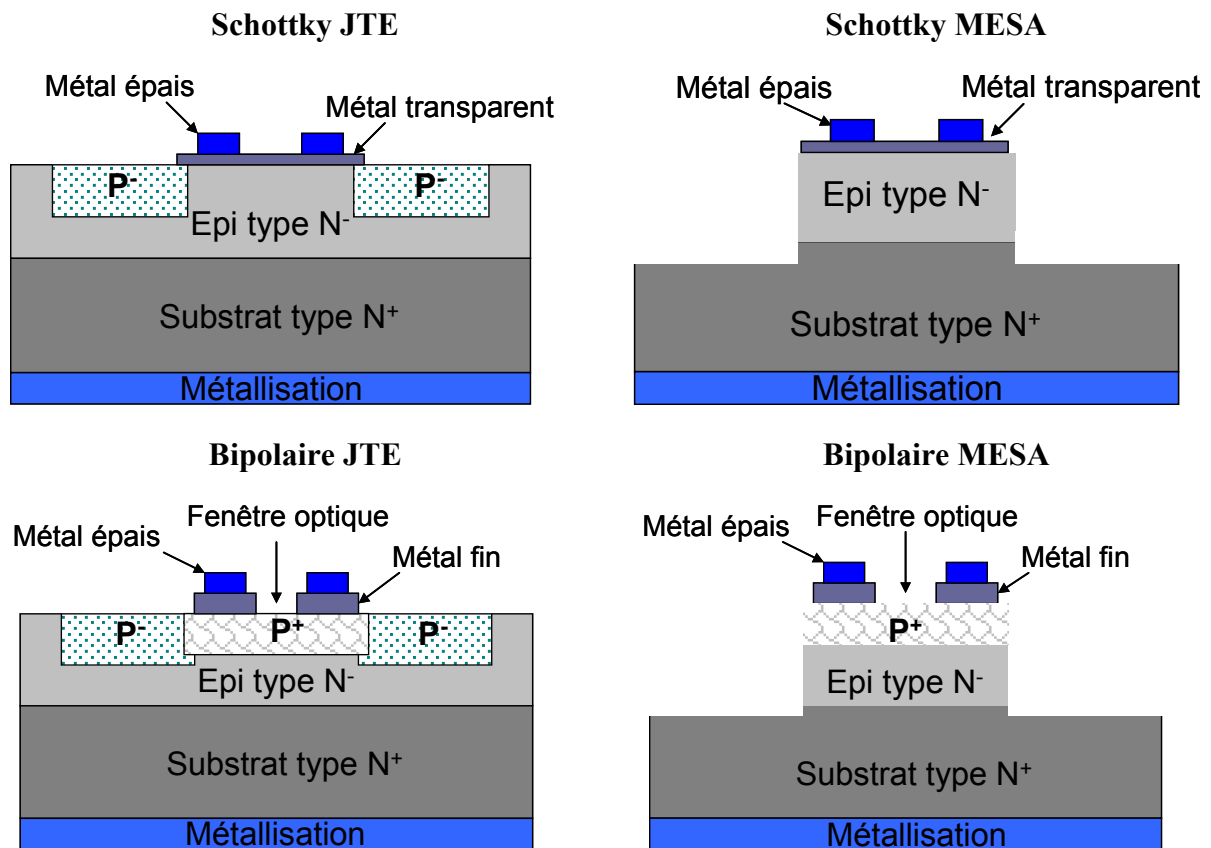 Schottky JTE
Métal épais
Métal transparent
P-
P-
Epi type N-
Substrat type N+
Métallisation
Schottky MESA
Métal épais
Métal transparent
Epi type N-
Substrat type N+
Métallisation
Bipolaire JTE
Fenêtre optique
Métal épais
Métal fin
P-
P+
P-
Epi type N-
Substrat type N+
Métallisation
Bipolaire MESA
Fenêtre optique
Métal épais
Métal fin
P+
Epi type N-
Substrat type N+
Métallisation